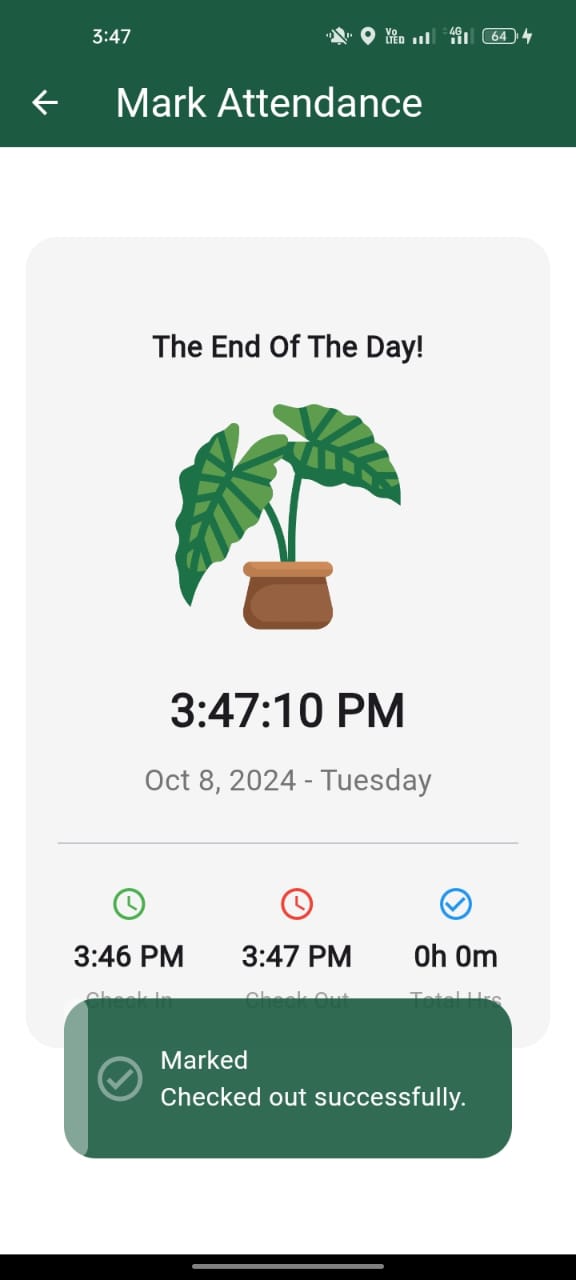 3:47
Vo LTED 4G 64
Mark Attendance
The End Of The Day!
3:47:10 PM
Oct 8, 2024 - Tuesday
3:46 PM 3:47 PM 0h 0m
Check In Check Out Total Hrs
Marked
Checked out successfully.